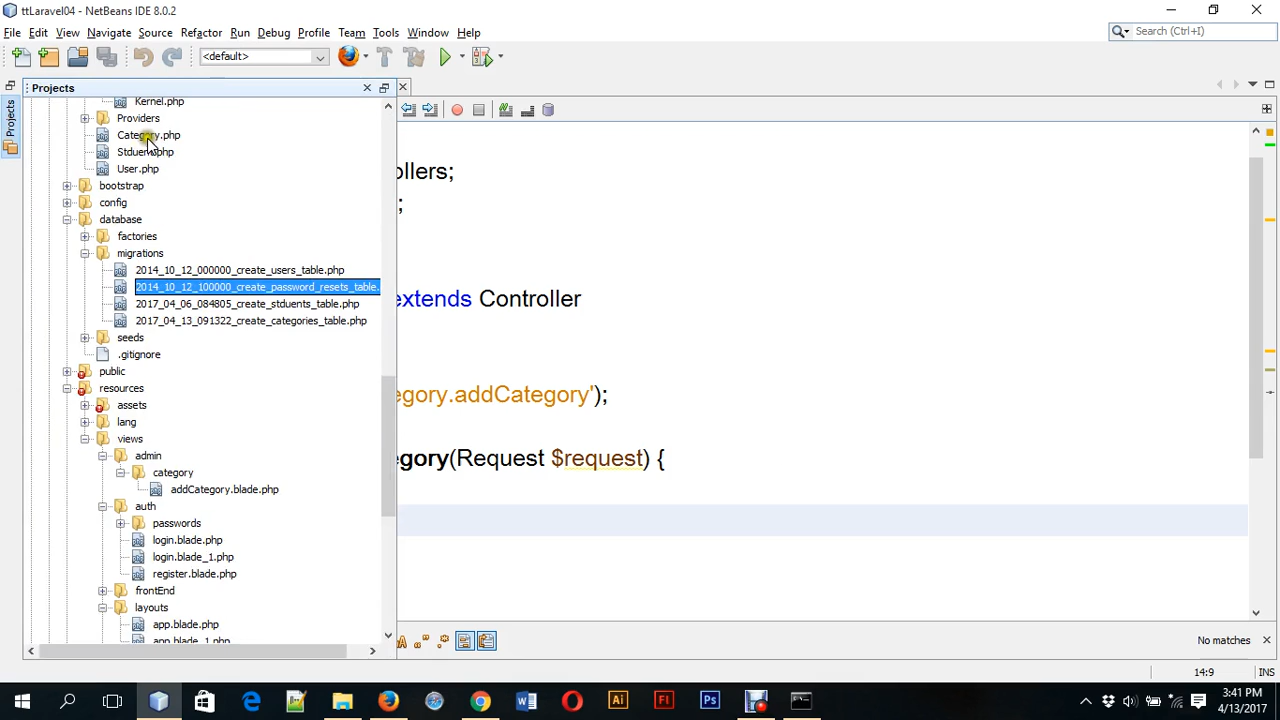 ttLaravel04 - NetBeans IDE 8.0.2
File Edit View Navigate Source Refactor Run Debug Profile Team Tools Window Help
Search (Ctrl+I)
<default>
Projects
Projects
Kernel.php
Providers
Category.php
Stduent.php
User.php
bootstrap
config
database
factories
migrations
2014_10_12_000000_create_users_table.php
2014_10_12_100000_create_password_resets_table.
2017_04_06_084805_create_stduents_table.php
2017_04_13_091322_create_categories_table.php
seeds
.gitignore
public
resources
assets
lang
views
admin
category
addCategory.blade.php
auth
passwords
login.blade.php
login.blade_1.php
register.blade.php
frontEnd
layouts
app.blade.php
app.blade_1.php
ollers;
;
extends Controller
egory.addCategory');
egory(Request $request) {
No matches
14:9 INS
3:41 PM
4/13/2017